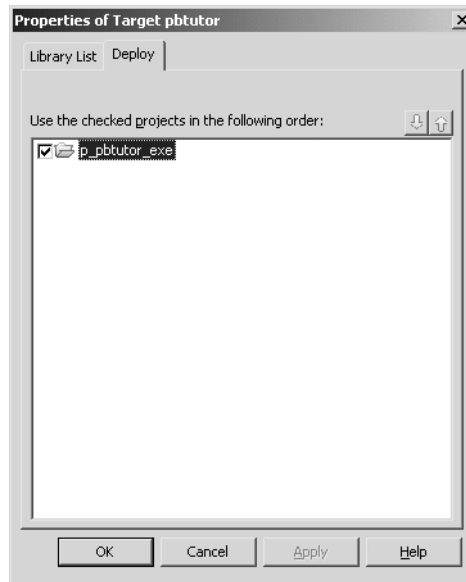 Properties of Target pbtutor
Library List Deploy
Use the checked projects in the following order:
p_pbtutor_exe
OK Cancel Apply Help